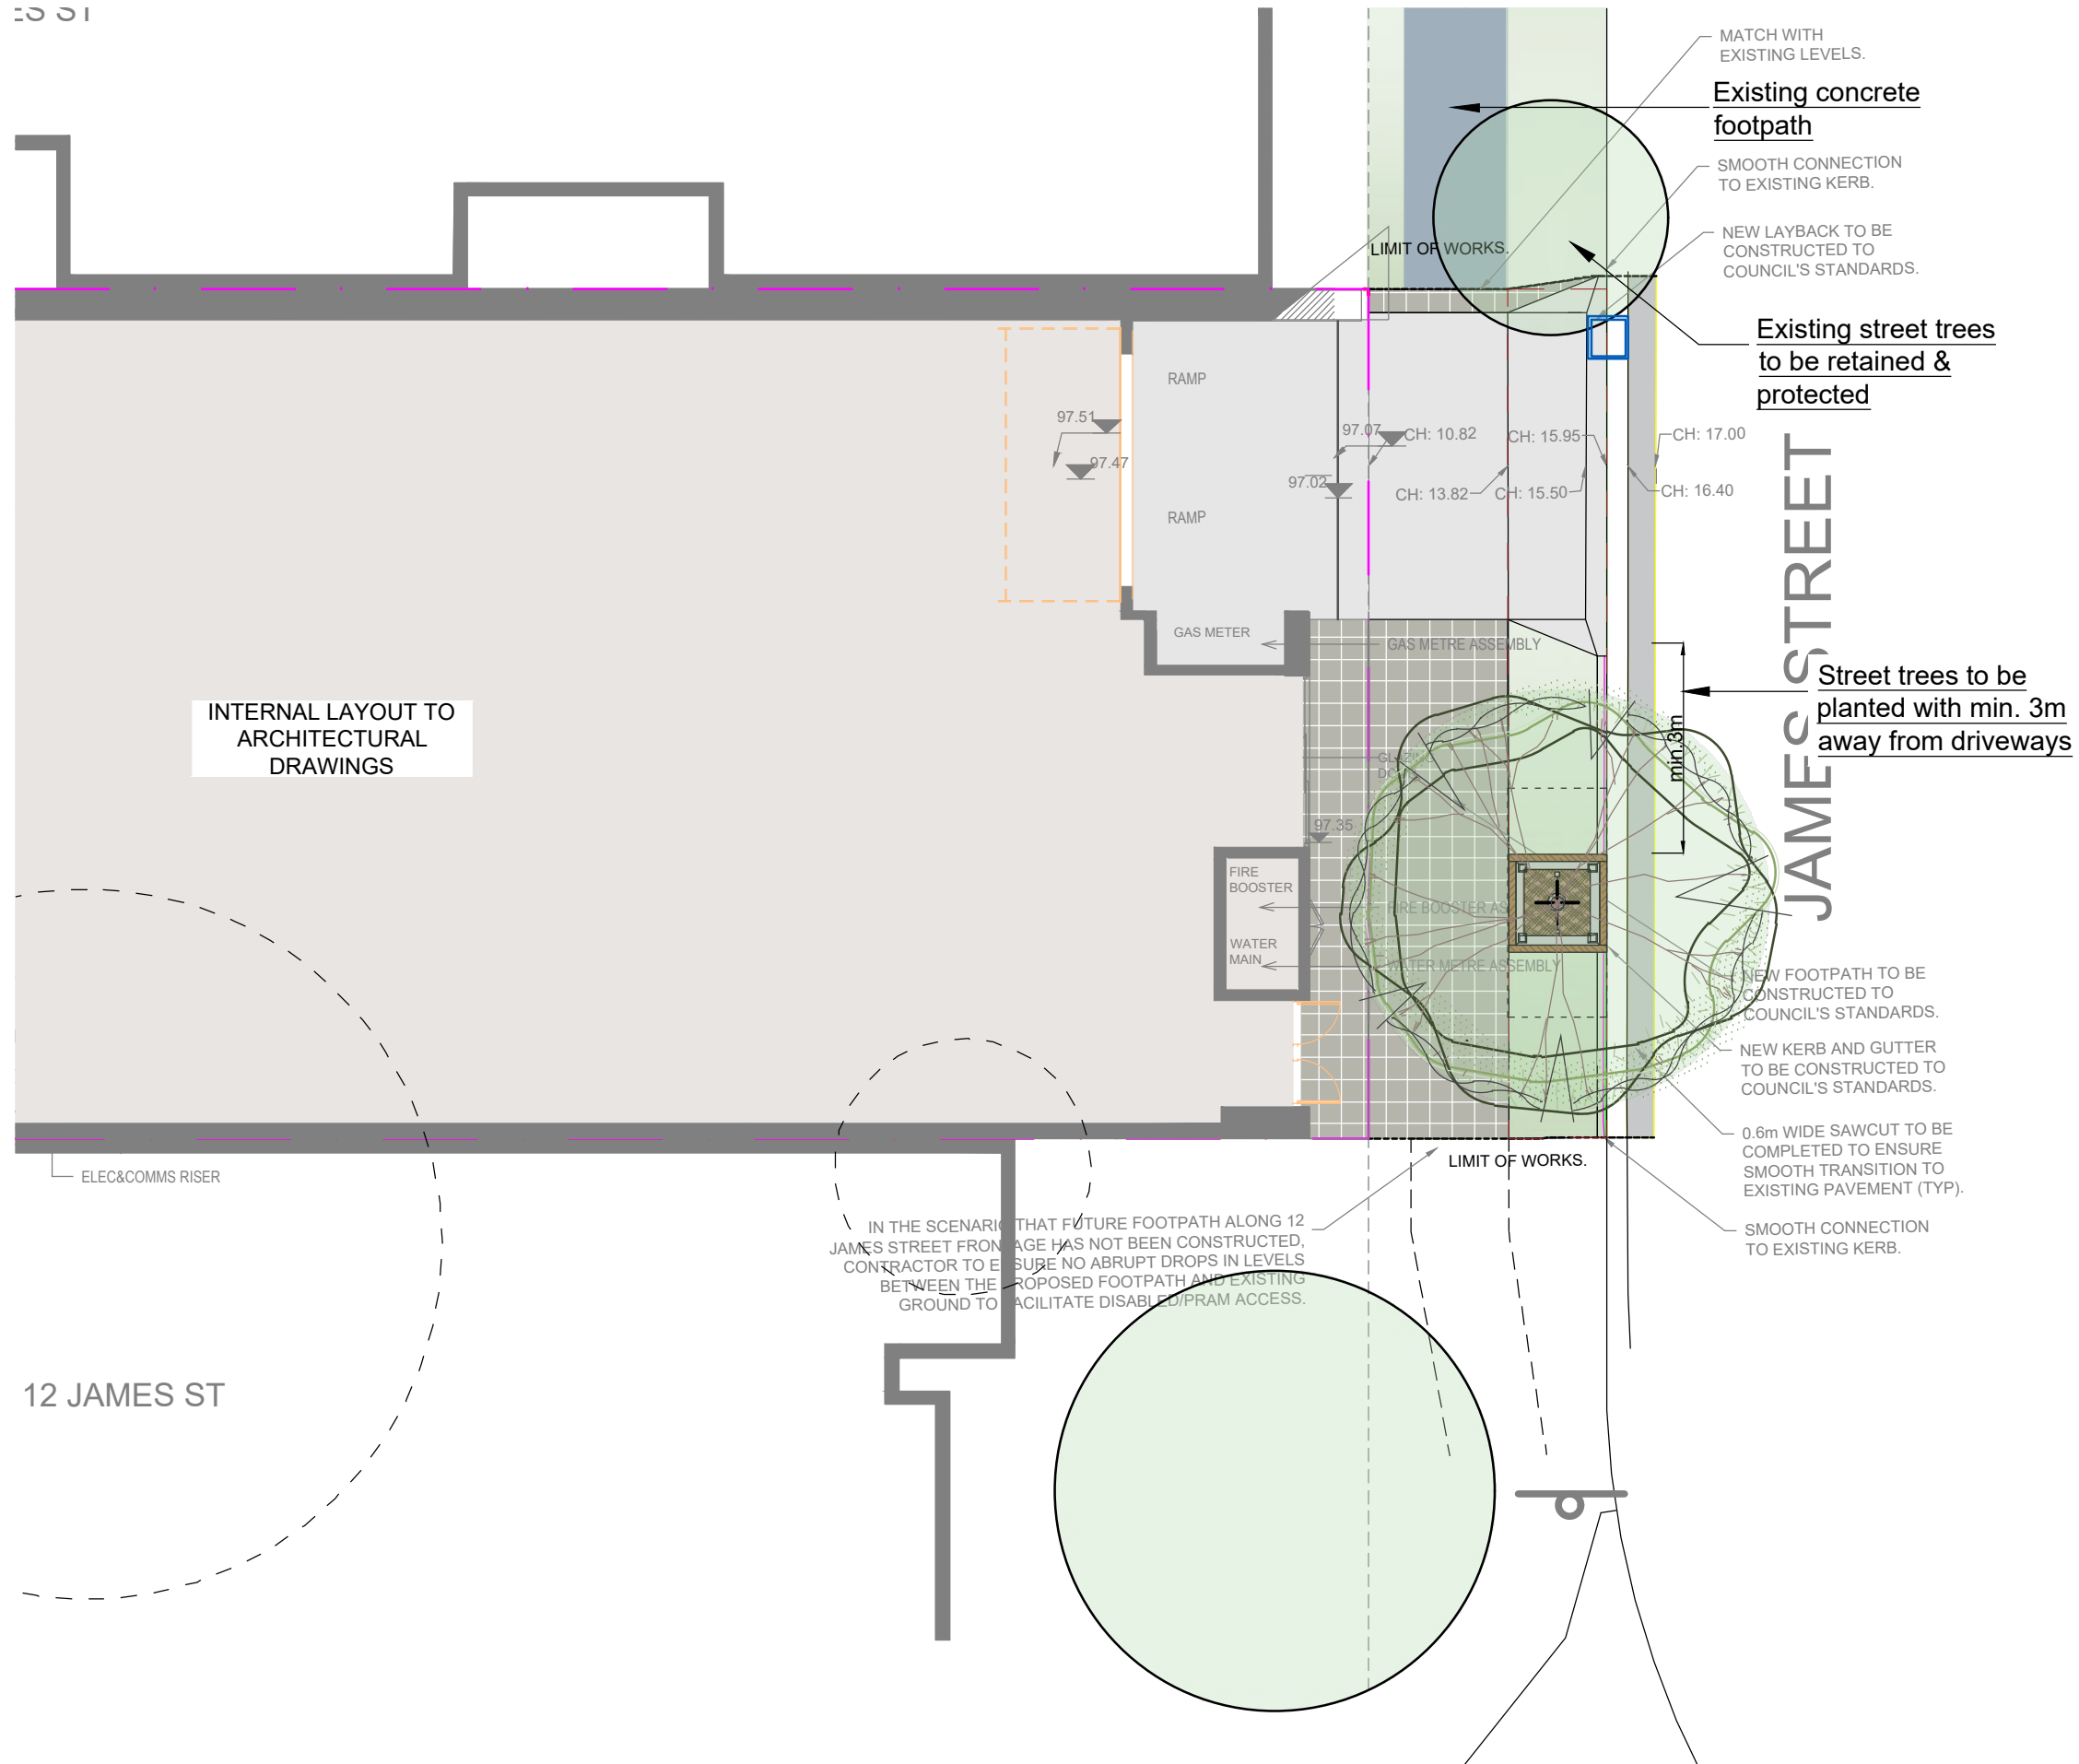 ES ST
MATCH WITH
EXISTING LEVELS.
Existing concrete
footpath
SMOOTH CONNECTION
TO EXISTING KERB.
NEW LAYBACK TO BE
CONSTRUCTED TO
COUNCIL'S STANDARDS.
LIMIT OF WORKS.
Existing street trees
to be retained &
protected
RAMP
97.51
97.47
97.07
97.02
CH: 10.82
CH: 15.95
CH: 17.00
CH: 13.82
CH: 15.50
CH: 16.40
RAMP
JAMES STREET
GAS METER
GAS METRE ASSEMBLY
Street trees to be
planted with min. 3m
away from driveways
min.3m
INTERNAL LAYOUT TO
ARCHITECTURAL
DRAWINGS
97.35
FIRE
BOOSTER
FIRE BOOSTER AS
WATER
MAIN
WATER METRE ASSEMBLY
NEW FOOTPATH TO BE
CONSTRUCTED TO
COUNCIL'S STANDARDS.
NEW KERB AND GUTTER
TO BE CONSTRUCTED TO
COUNCIL'S STANDARDS.
0.6m WIDE SAWCUT TO BE
COMPLETED TO ENSURE
SMOOTH TRANSITION TO
EXISTING PAVEMENT (TYP).
LIMIT OF WORKS.
SMOOTH CONNECTION
TO EXISTING KERB.
ELEC&COMMS RISER
IN THE SCENARIO THAT FUTURE FOOTPATH ALONG 12
JAMES STREET FRONTAGE HAS NOT BEEN CONSTRUCTED,
CONTRACTOR TO ENSURE NO ABRUPT DROPS IN LEVELS
BETWEEN THE PROPOSED FOOTPATH AND EXISTING
GROUND TO FACILITATE DISABLED/PRAM ACCESS.
12 JAMES ST